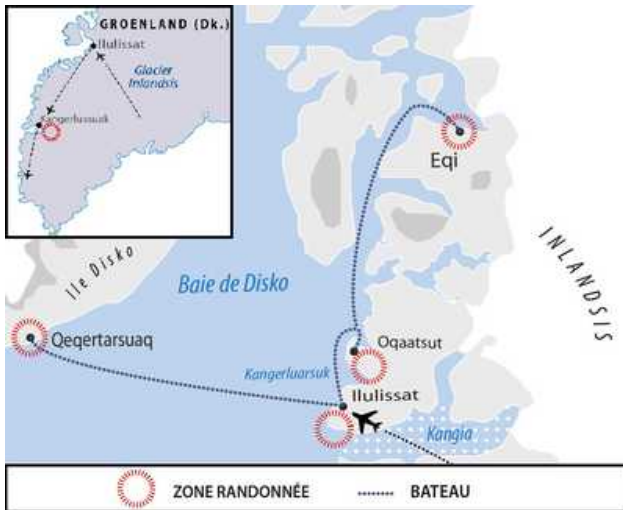 GROENLAND (Dk.)
Ilulissat
Glacier
Inlandsis
Kangerlussuak
Eqi
INLANDSIS
Ile Disko
Baie de Disko
Qeqertarsuaq
Oqaatsut
Kangerluarsuk
Ilulissat
Kangia
ZONE RANDONNÉE
BATEAU